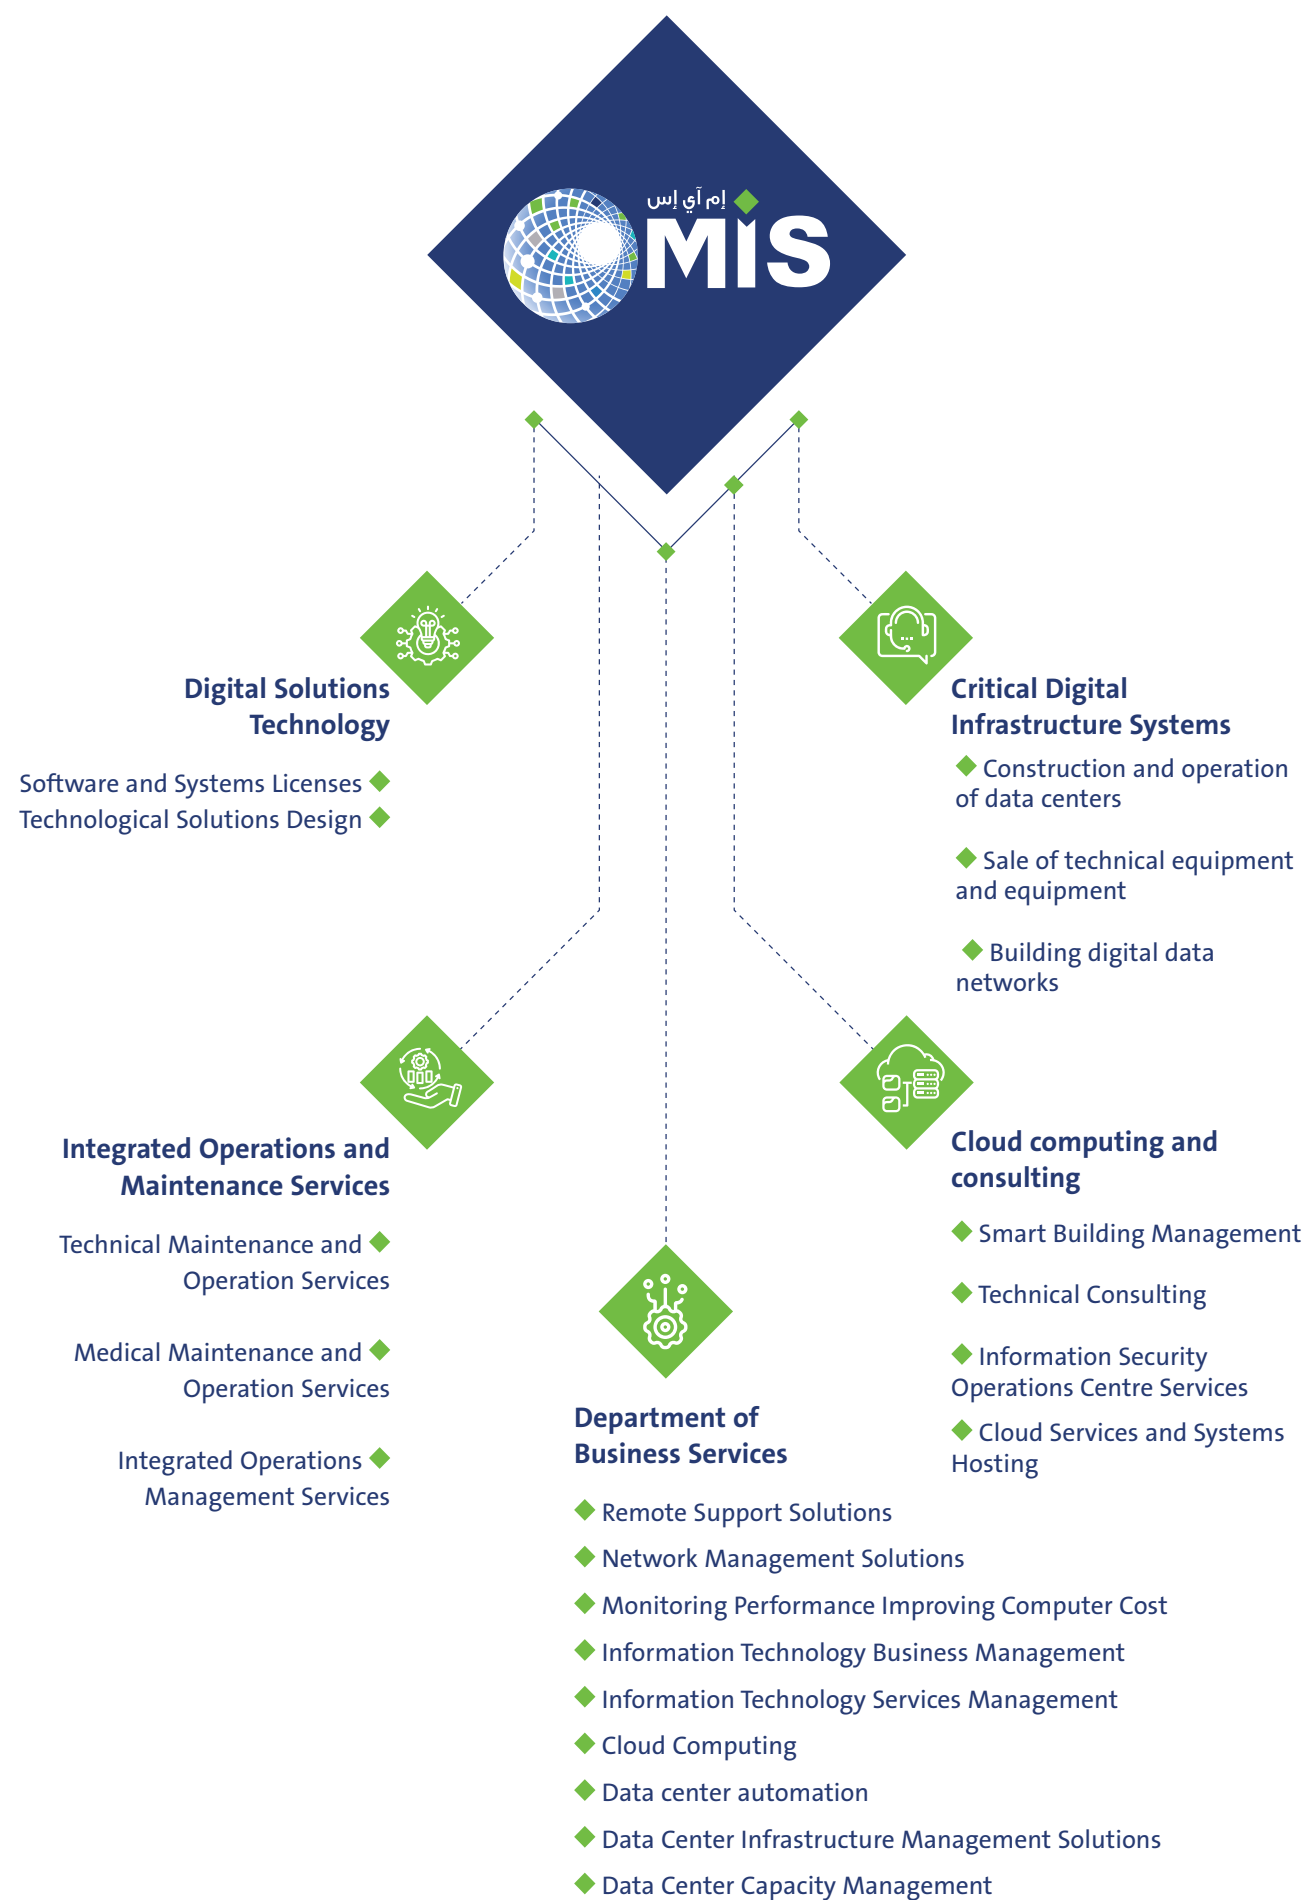 إم آي إس
MIS
Digital Solutions
Technology
Software and Systems Licenses
Technological Solutions Design
Critical Digital
Infrastructure Systems
Construction and operation
of data centers
Sale of technical equipment
and equipment
Building digital data
networks
Integrated Operations and
Maintenance Services
Technical Maintenance and
Operation Services
Medical Maintenance and
Operation Services
Integrated Operations
Management Services
Cloud computing and
consulting
Smart Building Management
Technical Consulting
Information Security
Operations Centre Services
Cloud Services and Systems
Hosting
Department of
Business Services
Remote Support Solutions
Network Management Solutions
Monitoring Performance Improving Computer Cost
Information Technology Business Management
Information Technology Services Management
Cloud Computing
Data center automation
Data Center Infrastructure Management Solutions
Data Center Capacity Management